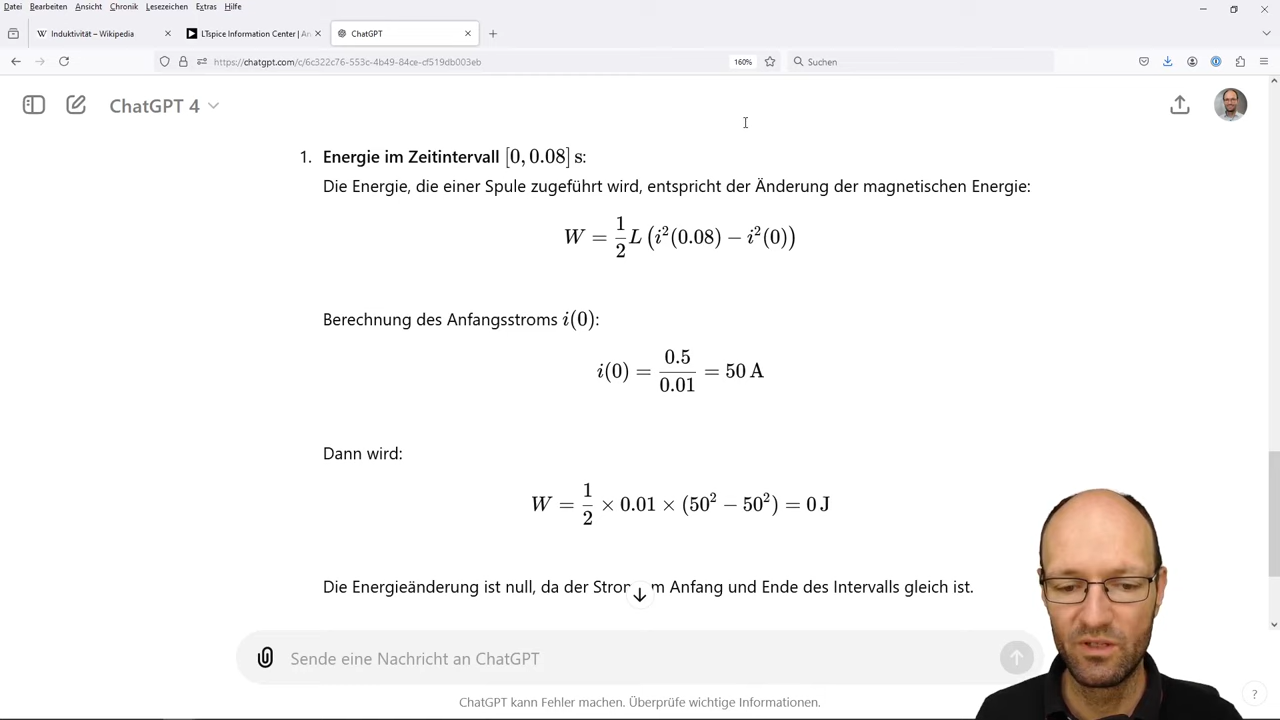 Datei Bearbeiten Ansicht Chronik Lesezeichen Extras Hilfe
W Induktivität – Wikipedia
LTspice Information Center | An
ChatGPT
https://chatgpt.com/c/6c322c76-553c-4b49-84ce-cf519db003eb
160%
Suchen
ChatGPT 4
1. Energie im Zeitintervall [0, 0.08] s:
Die Energie, die einer Spule zugeführt wird, entspricht der Änderung der magnetischen Energie:
W = 1/2 L (i²(0.08) − i²(0))
Berechnung des Anfangsstroms i(0):
i(0) = 0.5/0.01 = 50 A
Dann wird:
W = 1/2 × 0.01 × (50² − 50²) = 0 J
Die Energieänderung ist null, da der Strom am Anfang und Ende des Intervalls gleich ist.
Sende eine Nachricht an ChatGPT
ChatGPT kann Fehler machen. Überprüfe wichtige Informationen.
?